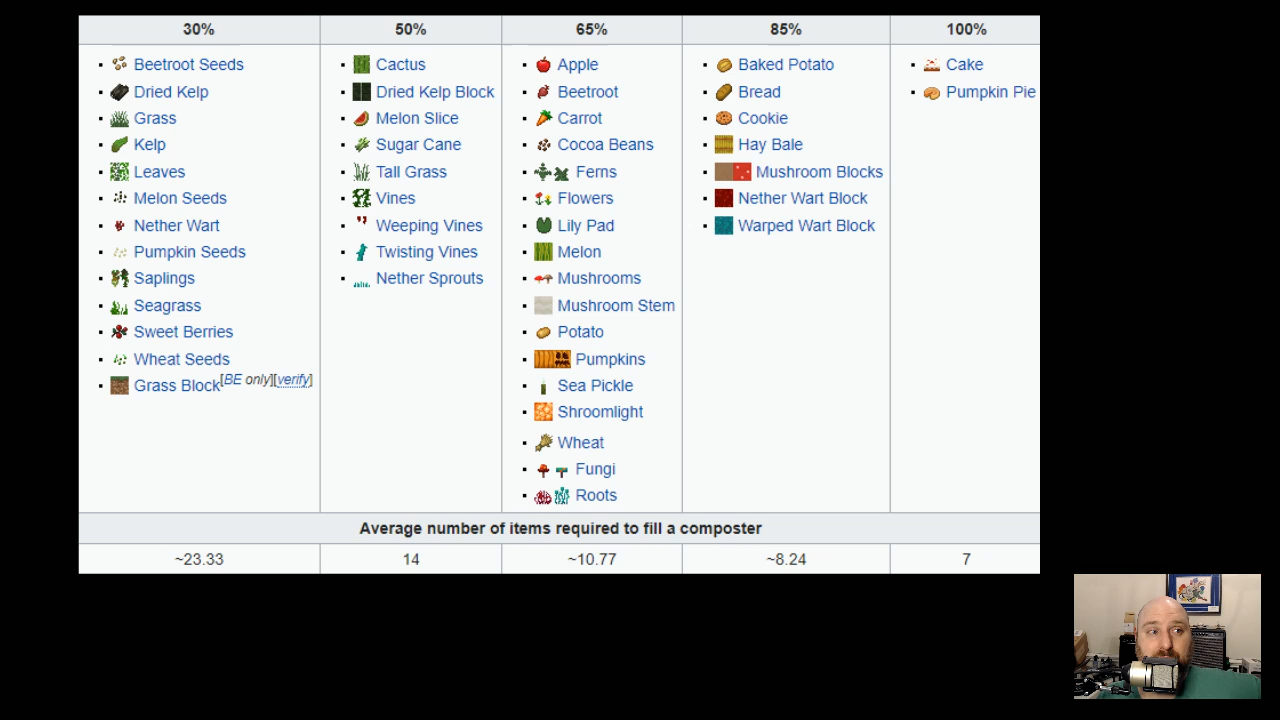 30%
50%
65%
85%
100%
Beetroot Seeds
Dried Kelp
Grass
Kelp
Leaves
Melon Seeds
Nether Wart
Pumpkin Seeds
Saplings
Seagrass
Sweet Berries
Wheat Seeds
Grass Block[BE only][verify]
Cactus
Dried Kelp Block
Melon Slice
Sugar Cane
Tall Grass
Vines
Weeping Vines
Twisting Vines
Nether Sprouts
Apple
Beetroot
Carrot
Cocoa Beans
Ferns
Flowers
Lily Pad
Melon
Mushrooms
Mushroom Stem
Potato
Pumpkins
Sea Pickle
Shroomlight
Wheat
Fungi
Roots
Baked Potato
Bread
Cookie
Hay Bale
Mushroom Blocks
Nether Wart Block
Warped Wart Block
Cake
Pumpkin Pie
Average number of items required to fill a composter
~23.33
14
~10.77
~8.24
7